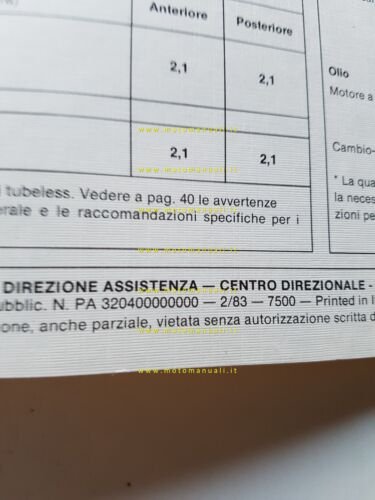 Anteriore Posteriore
Olio
2,1 2,1
Motore a
www.motomanuali.it
Cambio-
2,1 2,1
* La qua
i tubeless. Vedere a pag. 40 le avvertenze
la neces
erale e le raccomandazioni specifiche per i
zioni pe
www.motomanuali.it
DIREZIONE ASSISTENZA — CENTRO DIREZIONALE -
ubblic. N. PA 320400000000 — 2/83 — 7500 — Printed in I
one, anche parziale, vietata senza autorizzazione scritta d
www.motomanuali.it